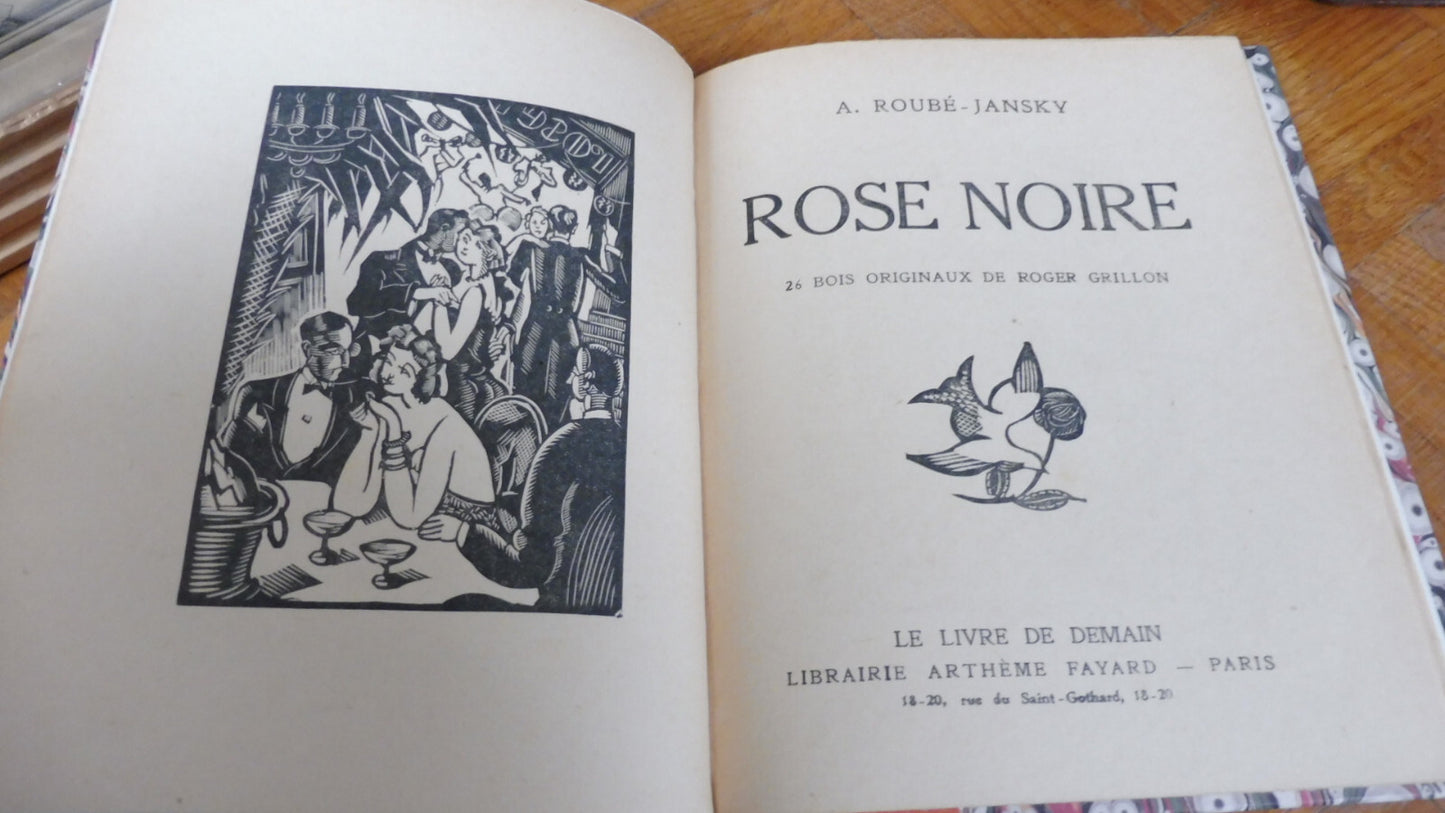 A. ROUBÉ-JANSKY
ROSE NOIRE
26 BOIS ORIGINAUX DE ROGER GRILLON
LE LIVRE DE DEMAIN
LIBRAIRIE ARTHÈME FAYARD — PARIS
18-20, rue du Saint-Gothard, 18-20